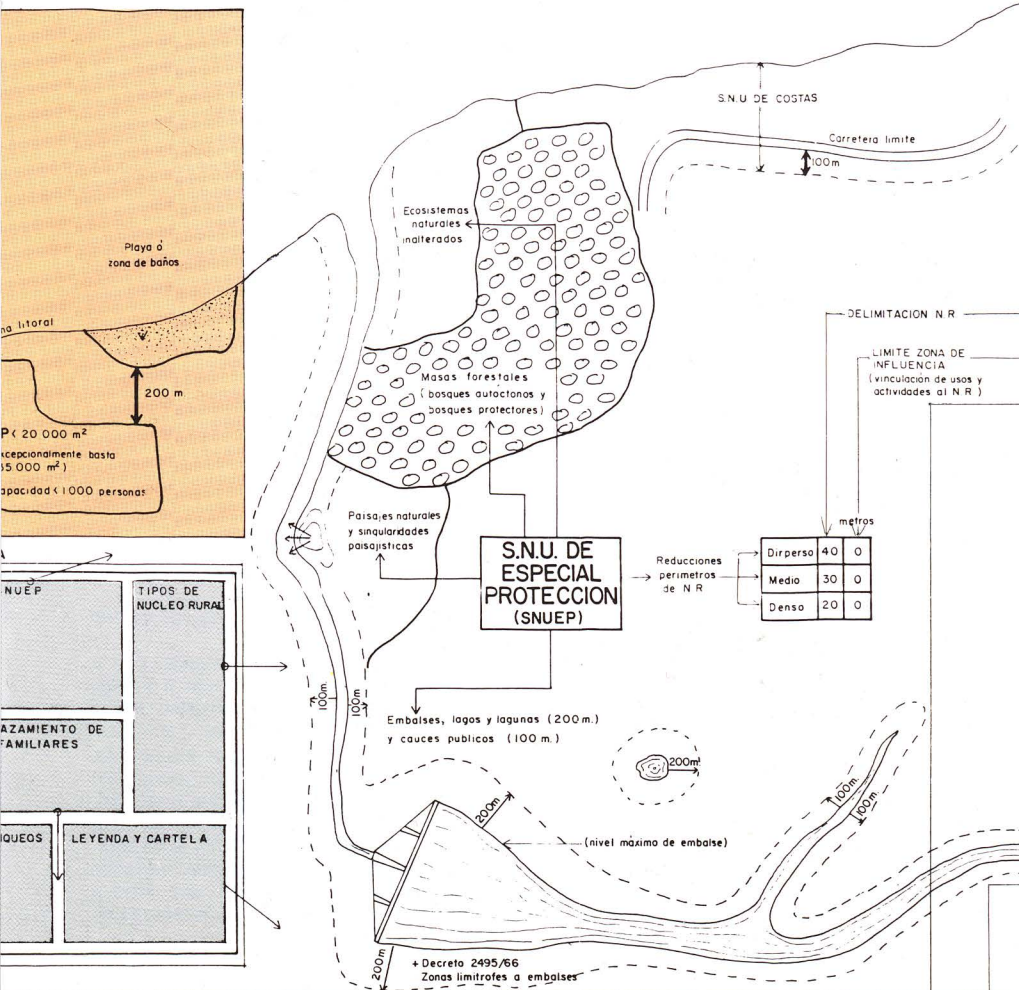 S.N.U DE COSTAS
Carretera limite
100m
Ecosistemas
naturales
inalterados
Playa ó
zona de baños
litoral
200 m
DELIMITACION N.R
LIMITE ZONA DE
INFLUENCIA
(vinculación de usos y
actividades al N.R)
Masas forestales
(bosques autoctonos y
bosques protectores)
P< 20 000 m²
xcepcionalmente basta
35.000 m²)
apacidad < 1000 personas
Paisajes naturales
y singularidades
paisajisticas
S.N.U. DE
ESPECIAL
PROTECCION
(SNUEP)
Reducciones
perimetros
de N R
metros
Dirperso 40 0
Medio 30 0
Denso 20 0
NUEP
TIPOS DE
NUCLEO RURAL
100m.
100m
Embalses, lagos y lagunas (200 m.)
y cauces publicos (100 m.)
AZAMIENTO DE
FAMILIARES
200m
100m.
100m.
200m
(nivel máximo de embalse)
IQUEOS
LEYENDA Y CARTELA
200m
+ Decreto 2495/66
Zonas limitrofes a embalses